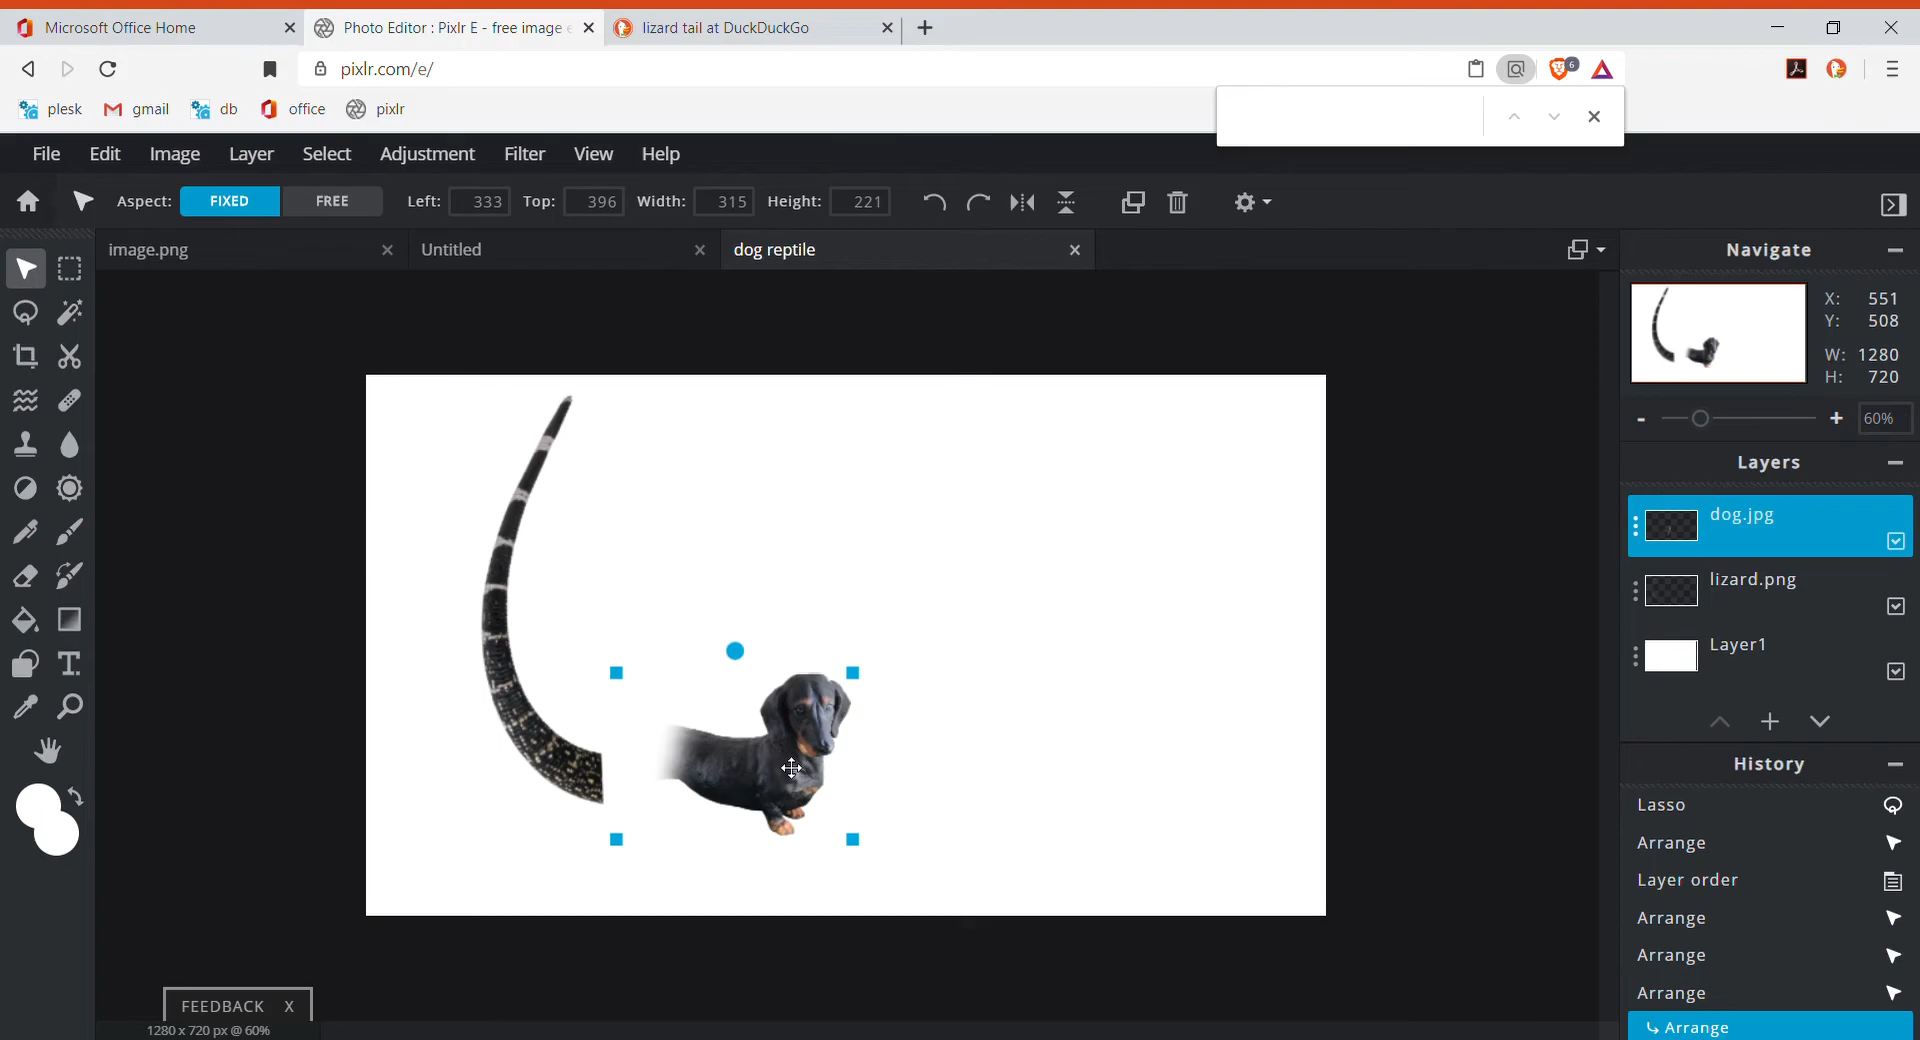 Microsoft Office Home
Photo Editor : Pixlr E - free image e
lizard tail at DuckDuckGo
pixlr.com/e/
6
plesk
gmail
db
office
pixlr
File Edit Image Layer Select Adjustment Filter View Help
Aspect: FIXED FREE Left: 333 Top: 396 Width: 315 Height: 221
image.png
Untitled
dog reptile
Navigate
X: 551
Y: 508
W: 1280
H: 720
- + 60%
Layers
dog.jpg
lizard.png
Layer1
History
Lasso
Arrange
Layer order
Arrange
Arrange
Arrange
Arrange
FEEDBACK X
1280 x 720 px @ 60%